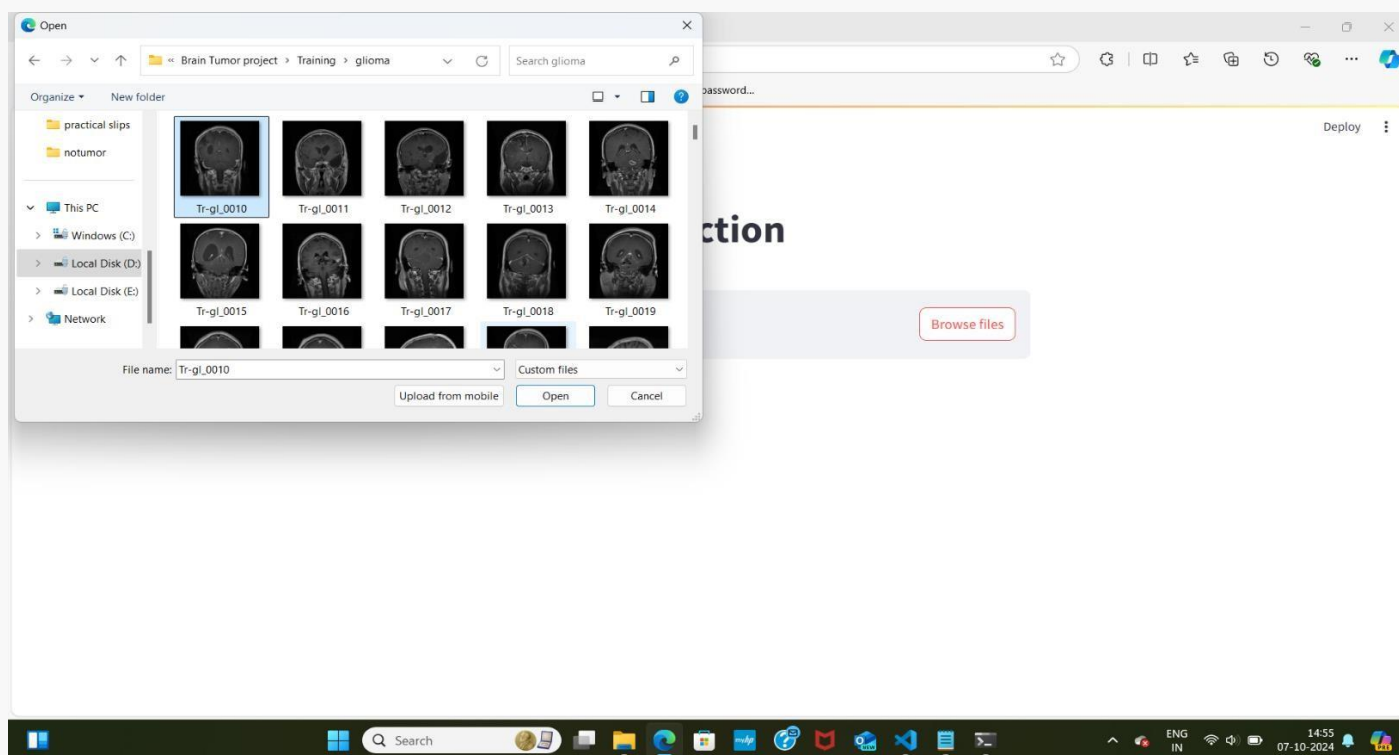 Open
« Brain Tumor project > Training > glioma
Search glioma
Organize
New folder
practical slips
notumor
This PC
Windows (C:)
Local Disk (D:)
Local Disk (E:)
Network
Tr-gl_0010
Tr-gl_0011
Tr-gl_0012
Tr-gl_0013
Tr-gl_0014
Tr-gl_0015
Tr-gl_0016
Tr-gl_0017
Tr-gl_0018
Tr-gl_0019
File name: Tr-gl_0010
Custom files
Upload from mobile
Open
Cancel
password...
Deploy
ction
Browse files
Search
myhp
ENG
IN
14:55
07-10-2024